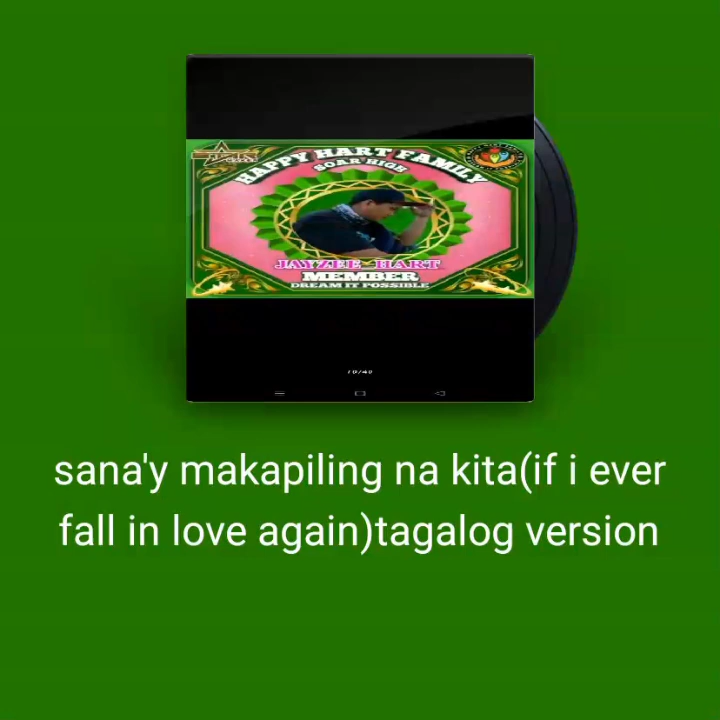 HAPPY HART FAMILY
SOAR HIGH
JAYZEE HART
MEMBER
DREAM IT POSSIBLE
sana'y makapiling na kita(if i ever
fall in love again)tagalog version